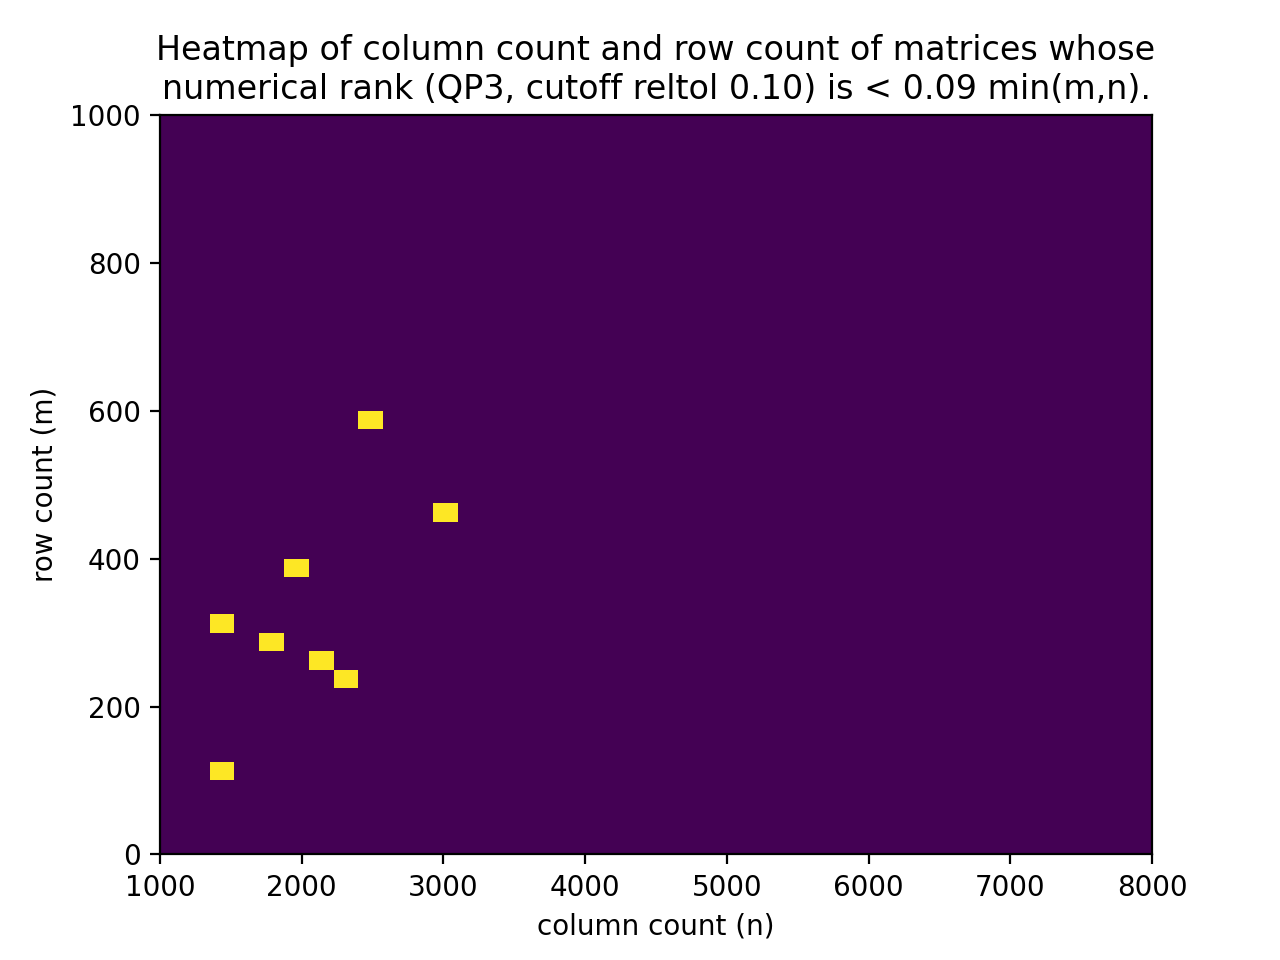 Heatmap of column count and row count of matrices whose
numerical rank (QP3, cutoff reltol 0.10) is < 0.09 min(m,n).
1000
800
600
400
200
0
row count (m)
1000 2000 3000 4000 5000 6000 7000 8000
column count (n)